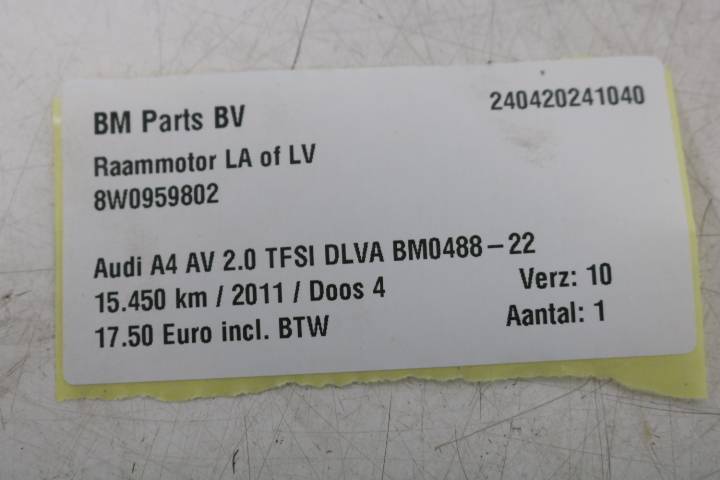 BM Parts BV 240420241040
Raammotor LA of LV
8W0959802
Audi A4 AV 2.0 TFSI DLVA BM0488-22
15.450 km / 2011 / Doos 4 Verz: 10
17.50 Euro incl. BTW Aantal: 1